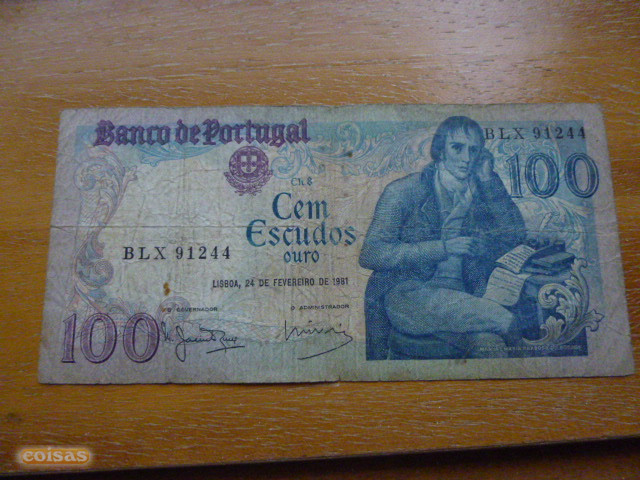 Banco de Portugal
BLX 91244
100
Ch. 8
Cem
Escudos
ouro
BLX 91244
LISBOA, 24 DE FEVEREIRO DE 1981
GOVERNADOR
O ADMINISTRADOR
100
coisas